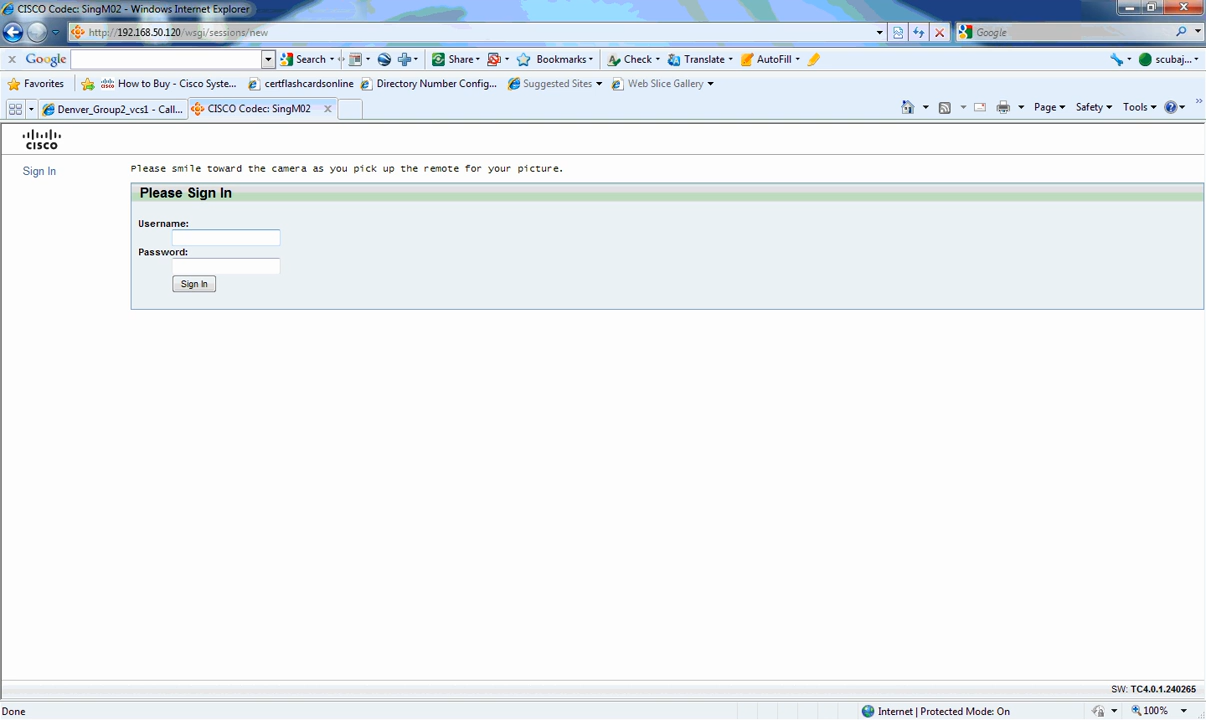 CISCO Codec: SingM02 - Windows Internet Explorer
http://192.168.50.120/wsgi/sessions/new
Google
x Google Search Share Bookmarks Check Translate AutoFill scubaj...
Favorites How to Buy - Cisco System... certflashcardsonline Directory Number Config... Suggested Sites Web Slice Gallery
Denver_Group2_vcs1 - Call... CISCO Codec: SingM02 x Page Safety Tools
CISCO
Sign In
Please smile toward the camera as you pick up the remote for your picture.
Please Sign In
Username:
Password:
Sign In
SW: TC4.0.1.240265
Done Internet | Protected Mode: On 100%